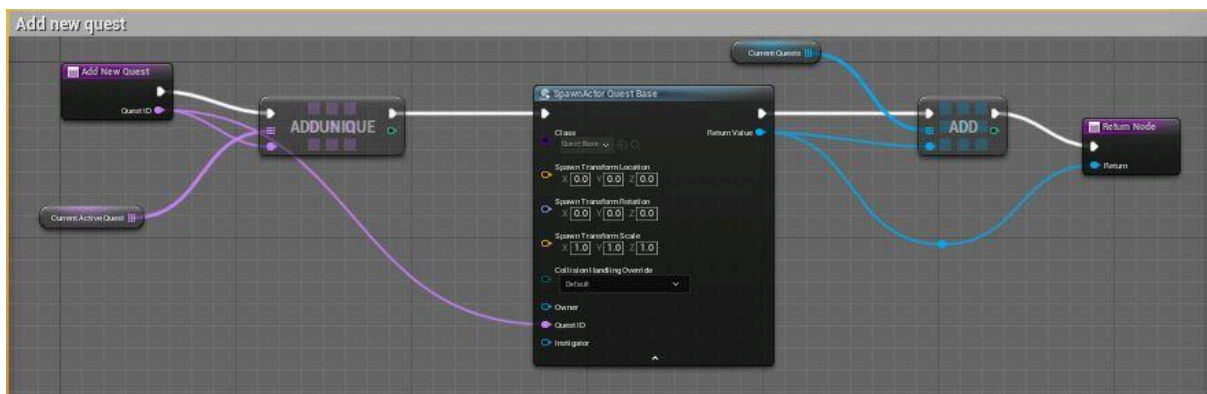 Add new quest
Add New Quest
Quest ID
ADDUNIQUE
Current Active Quest
SpawnActor Quest Base
Class
Quest Base
Return Value
Spawn Transform Location
X 0.0 Y 0.0 Z 0.0
Spawn Transform Rotation
X 0.0 Y 0.0 Z 0.0
Spawn Transform Scale
X 1.0 Y 1.0 Z 1.0
Collision Handling Override
Default
Owner
Quest ID
Instigator
Current Quests
ADD
Return Node
Return